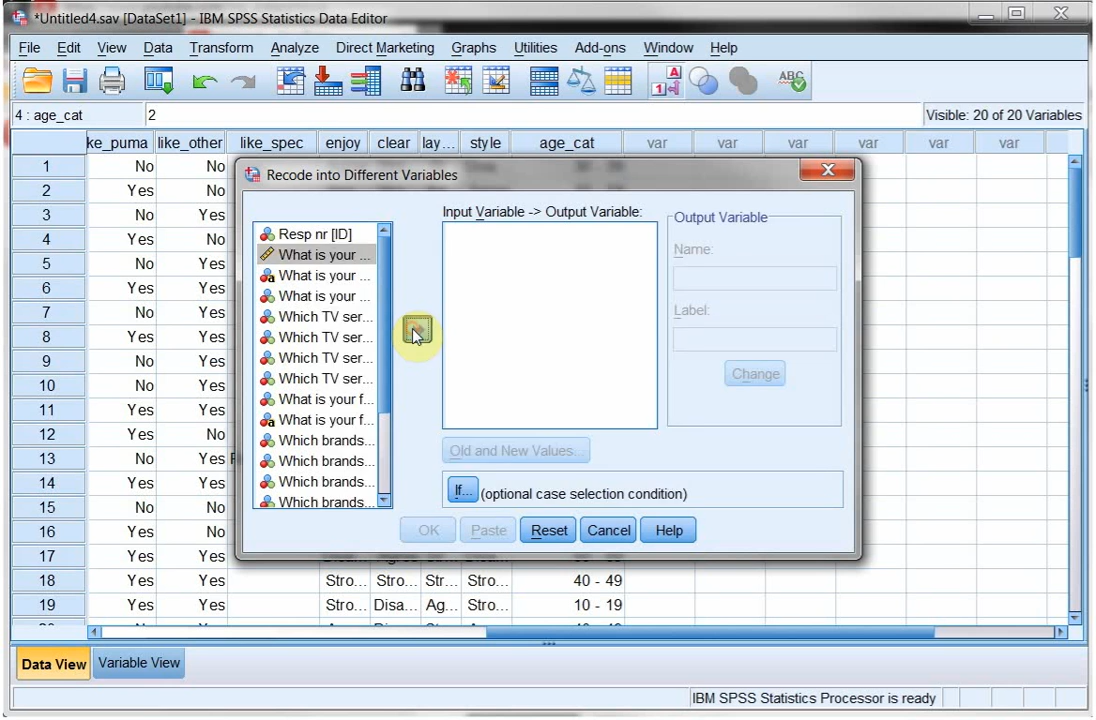 *Untitled4.sav [DataSet1] - IBM SPSS Statistics Data Editor
File Edit View Data Transform Analyze Direct Marketing Graphs Utilities Add-ons Window Help
4 : age_cat 2 Visible: 20 of 20 Variables
ke_puma like_other like_spec enjoy clear lay... style age_cat var var var var var var
1 No No
2 Yes No
3 No Yes
4 Yes No
5 No Yes
6 Yes Yes
7 No No
8 Yes Yes
9 No No
10 Yes Yes
11 Yes Yes
12 Yes No
13 No Yes
14 Yes Yes
15 No No
16 Yes No
17 Yes Yes
18 Yes Yes Stro... Stro... Str... Stro... 40 - 49
19 Yes Yes Stro... Disa... Ag... Stro... 10 - 19
Recode into Different Variables
Resp nr [ID]
What is your ...
What is your ...
What is your ...
Which TV ser...
Which TV ser...
Which TV ser...
Which TV ser...
What is your f...
What is your f...
Which brands...
Which brands...
Which brands...
Which brands...
Input Variable -> Output Variable:
Output Variable
Name:
Label:
Change
Old and New Values...
If... (optional case selection condition)
OK Paste Reset Cancel Help
Data View Variable View
IBM SPSS Statistics Processor is ready